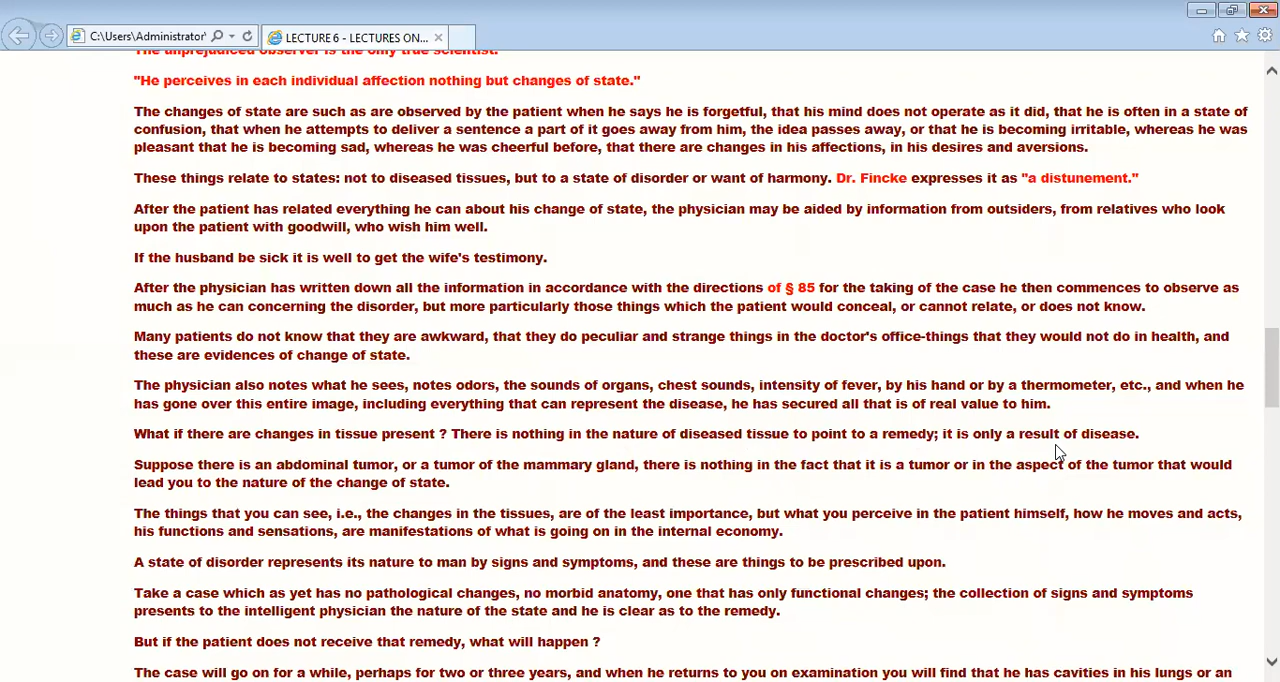 C:\Users\Administrator'
LECTURE 6 - LECTURES ON...
The unprejudiced observer is the only true scientist.
"He perceives in each individual affection nothing but changes of state."
The changes of state are such as are observed by the patient when he says he is forgetful, that his mind does not operate as it did, that he is often in a state of
confusion, that when he attempts to deliver a sentence a part of it goes away from him, the idea passes away, or that he is becoming irritable, whereas he was
pleasant that he is becoming sad, whereas he was cheerful before, that there are changes in his affections, in his desires and aversions.
These things relate to states: not to diseased tissues, but to a state of disorder or want of harmony. Dr. Fincke expresses it as "a distunement."
After the patient has related everything he can about his change of state, the physician may be aided by information from outsiders, from relatives who look
upon the patient with goodwill, who wish him well.
If the husband be sick it is well to get the wife's testimony.
After the physician has written down all the information in accordance with the directions of § 85 for the taking of the case he then commences to observe as
much as he can concerning the disorder, but more particularly those things which the patient would conceal, or cannot relate, or does not know.
Many patients do not know that they are awkward, that they do peculiar and strange things in the doctor's office-things that they would not do in health, and
these are evidences of change of state.
The physician also notes what he sees, notes odors, the sounds of organs, chest sounds, intensity of fever, by his hand or by a thermometer, etc., and when he
has gone over this entire image, including everything that can represent the disease, he has secured all that is of real value to him.
What if there are changes in tissue present ? There is nothing in the nature of diseased tissue to point to a remedy; it is only a result of disease.
Suppose there is an abdominal tumor, or a tumor of the mammary gland, there is nothing in the fact that it is a tumor or in the aspect of the tumor that would
lead you to the nature of the change of state.
The things that you can see, i.e., the changes in the tissues, are of the least importance, but what you perceive in the patient himself, how he moves and acts,
his functions and sensations, are manifestations of what is going on in the internal economy.
A state of disorder represents its nature to man by signs and symptoms, and these are things to be prescribed upon.
Take a case which as yet has no pathological changes, no morbid anatomy, one that has only functional changes; the collection of signs and symptoms
presents to the intelligent physician the nature of the state and he is clear as to the remedy.
But if the patient does not receive that remedy, what will happen ?
The case will go on for a while, perhaps for two or three years, and when he returns to you on examination you will find that he has cavities in his lungs or an